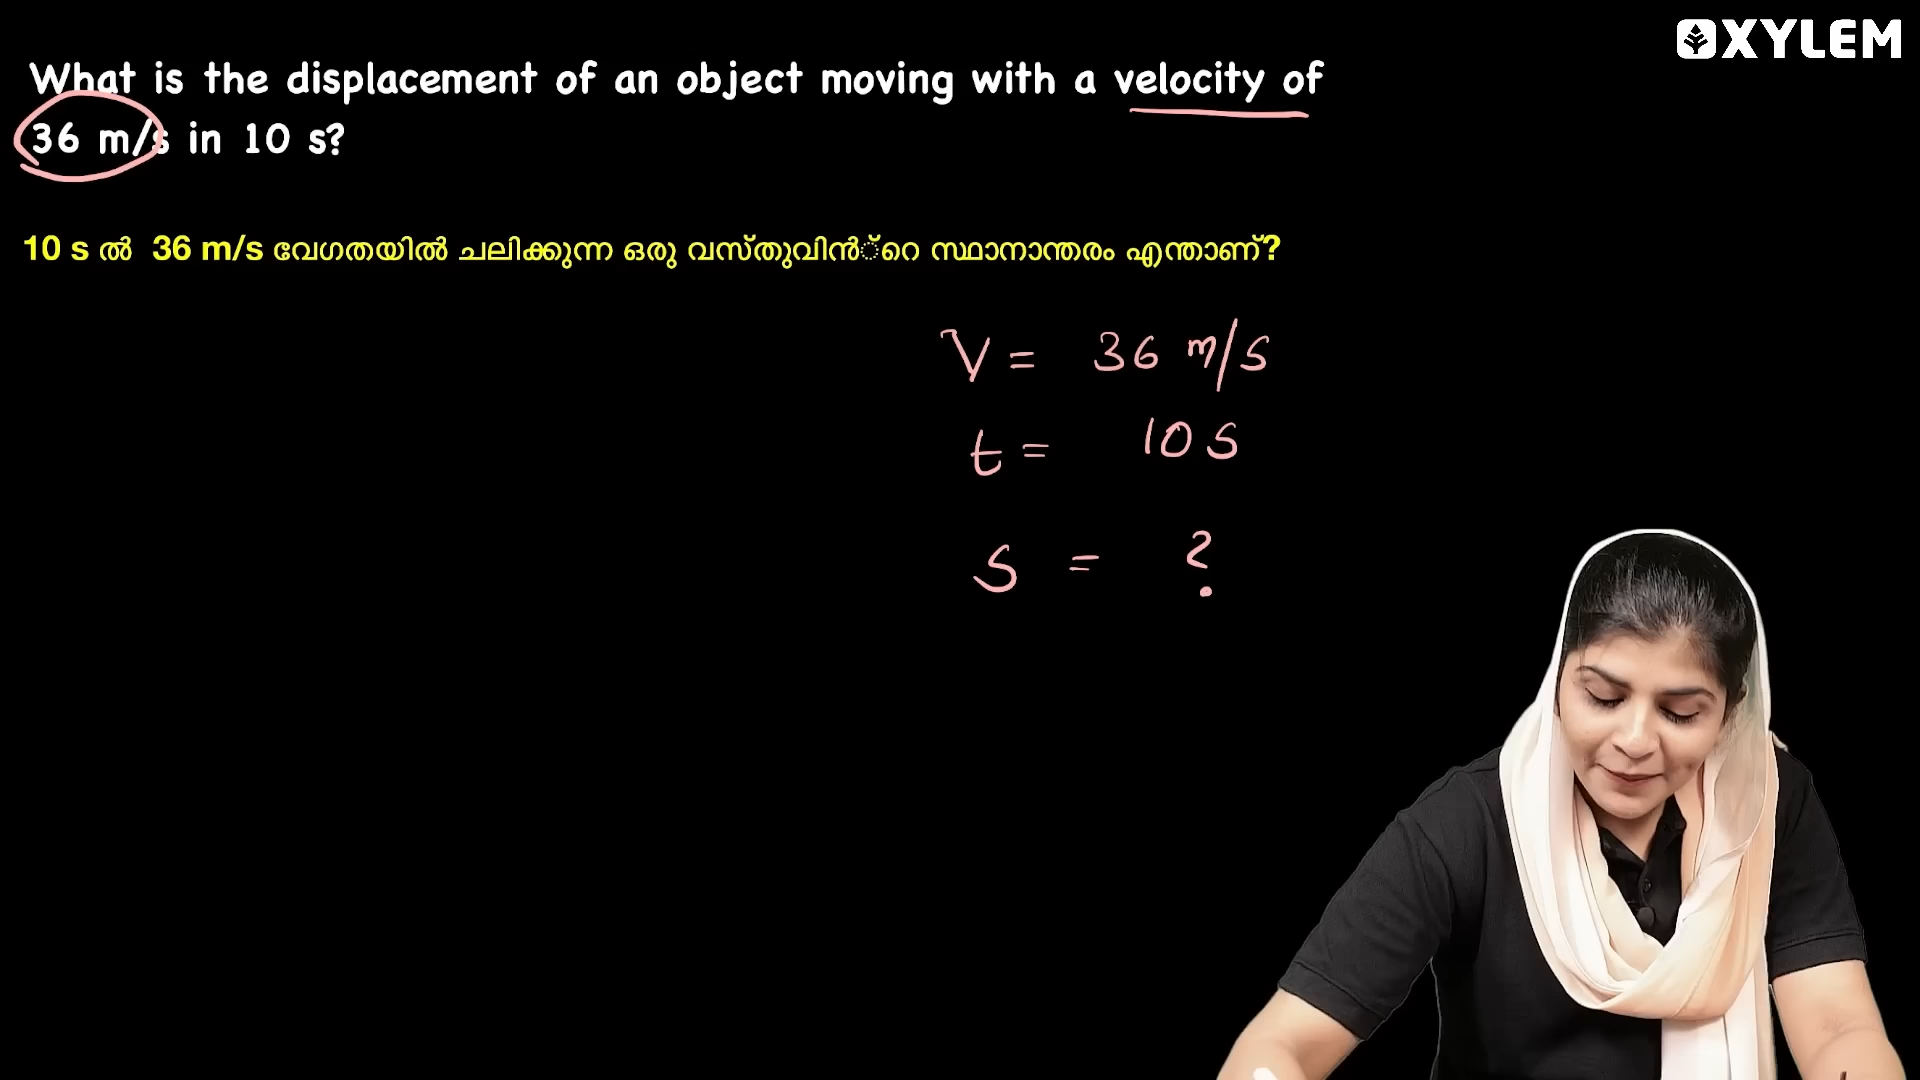 XYLEM
What is the displacement of an object moving with a velocity of
36 m/s in 10 s?
10 s ൽ 36 m/s വേഗതയിൽ ചലിക്കുന്ന ഒരു വസ്തുവിൻ്റെ സ്ഥാനാന്തരം എന്താണ്?
V = 36 m/s
t = 10 s
s = ?